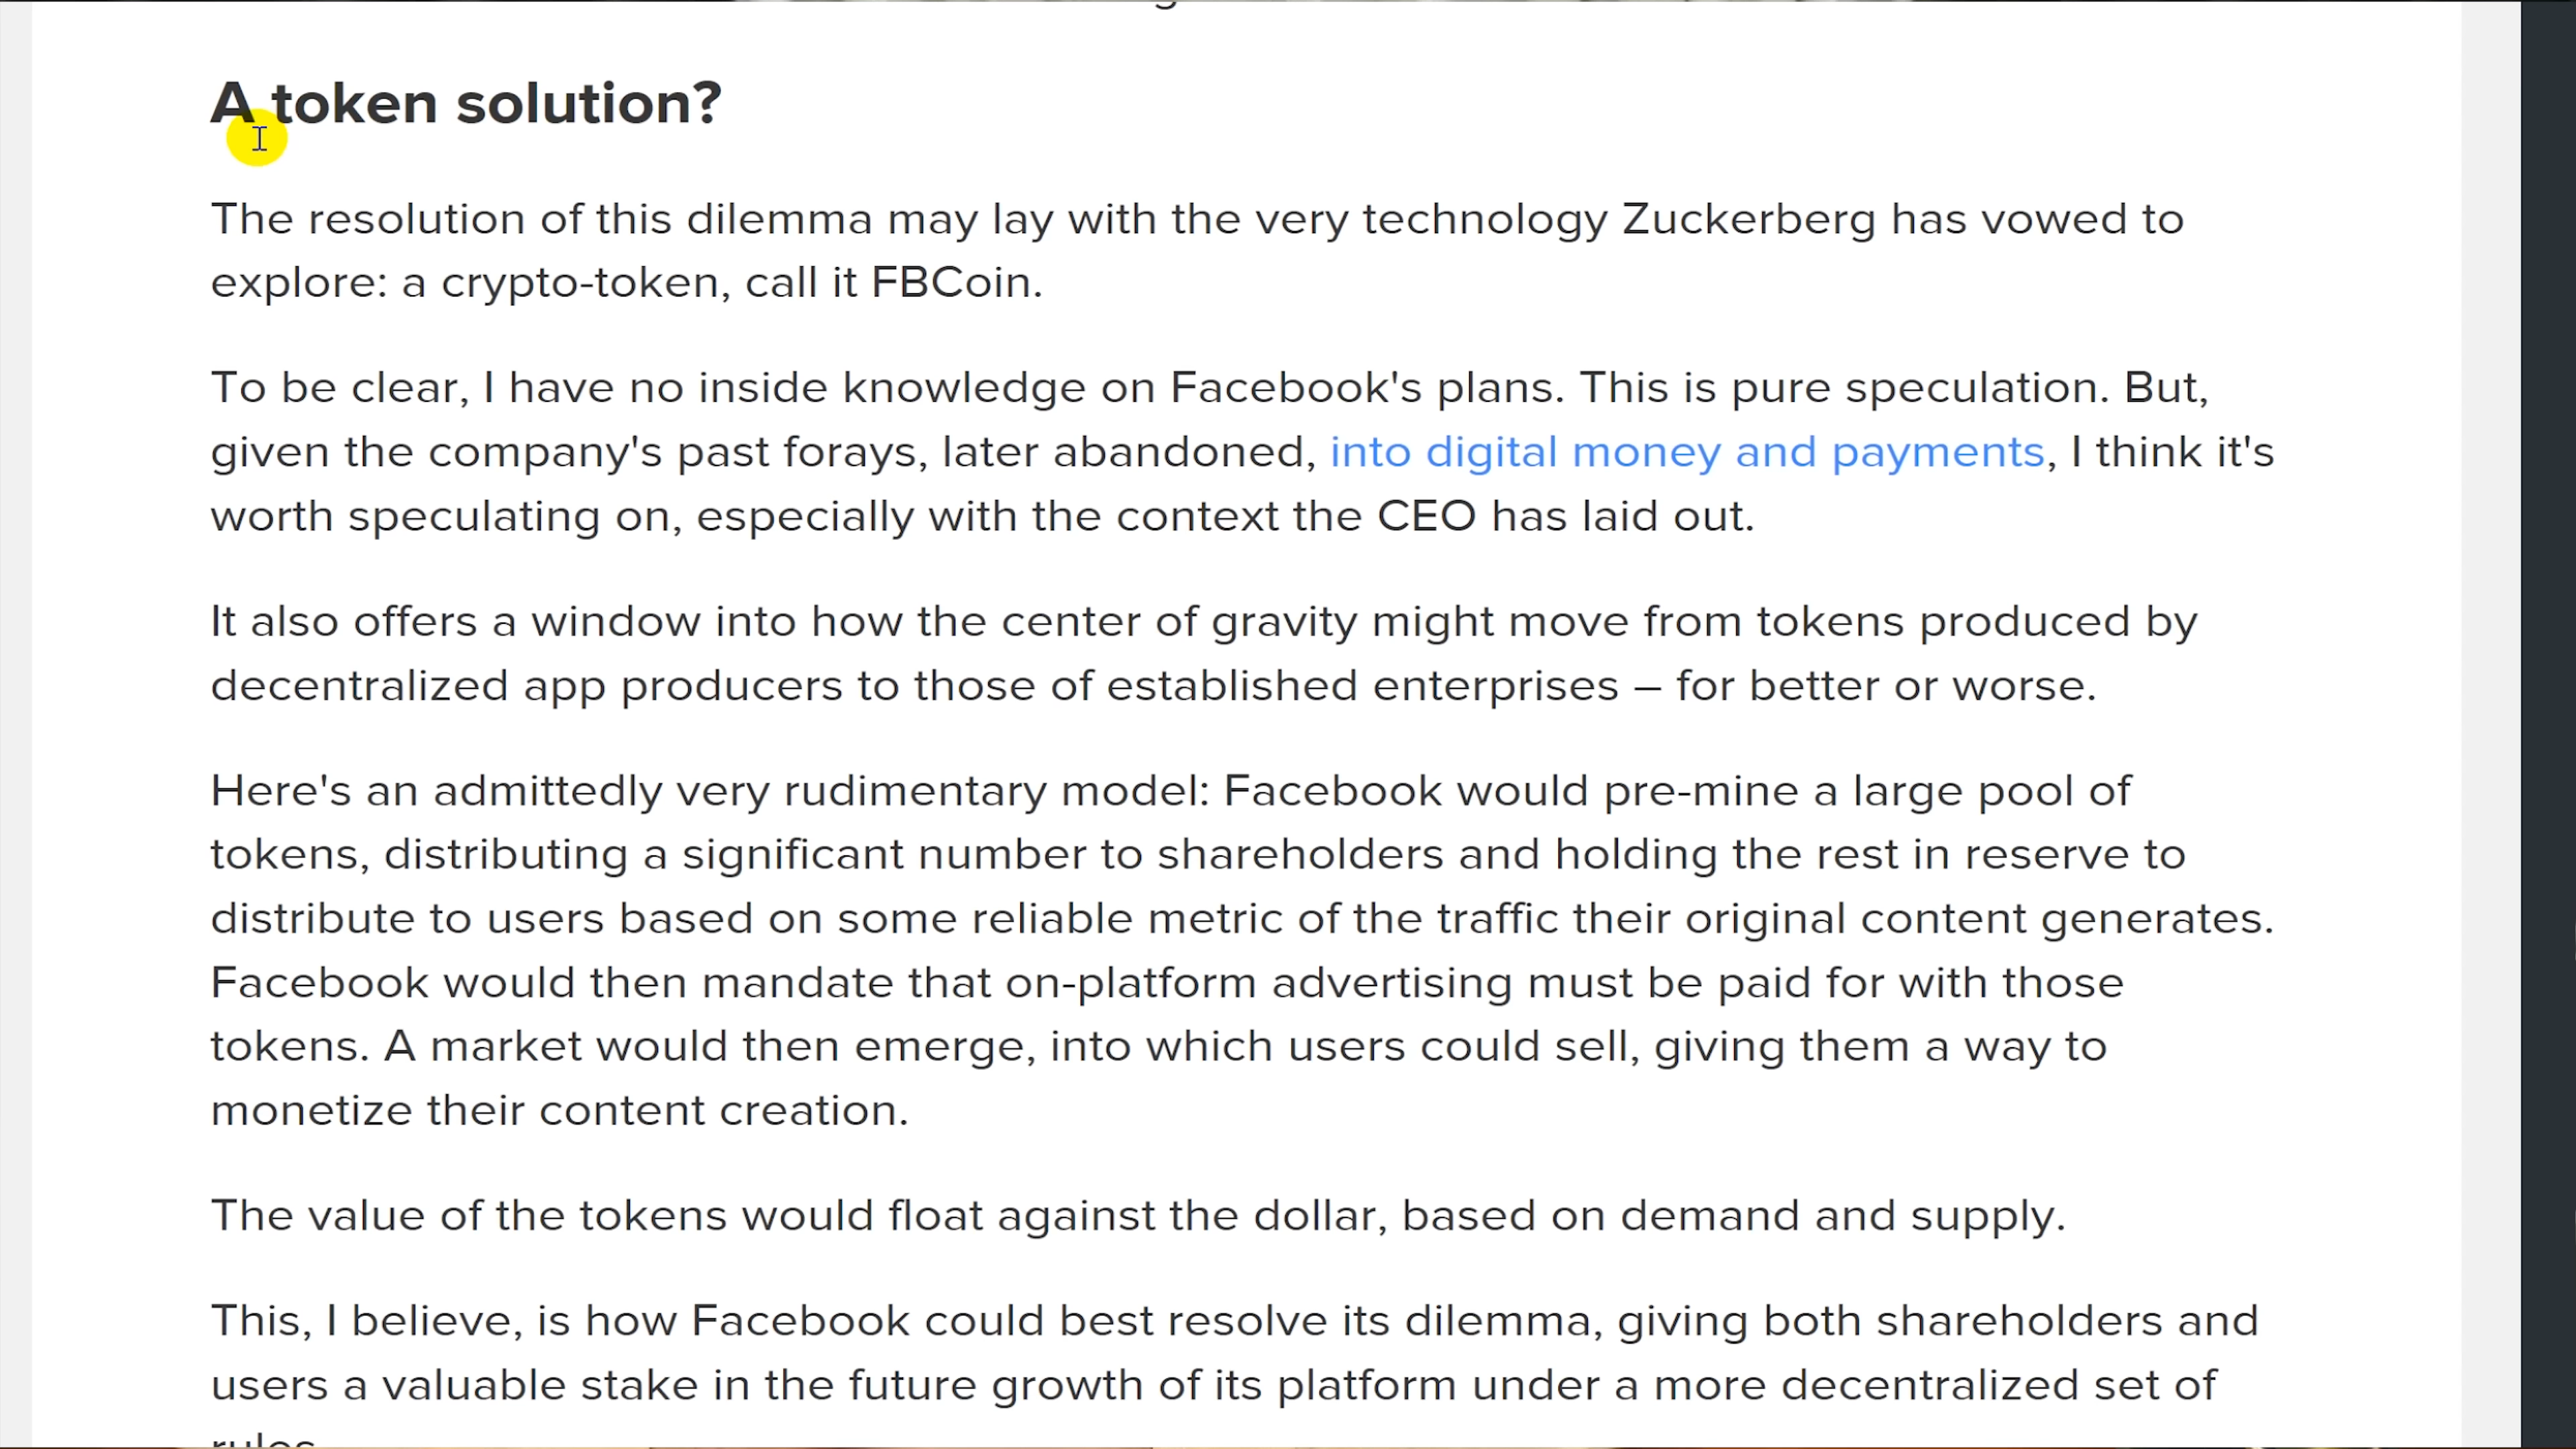 A token solution?
The resolution of this dilemma may lay with the very technology Zuckerberg has vowed to
explore: a crypto-token, call it FBCoin.
To be clear, I have no inside knowledge on Facebook's plans. This is pure speculation. But,
given the company's past forays, later abandoned, into digital money and payments, I think it's
worth speculating on, especially with the context the CEO has laid out.
It also offers a window into how the center of gravity might move from tokens produced by
decentralized app producers to those of established enterprises – for better or worse.
Here's an admittedly very rudimentary model: Facebook would pre-mine a large pool of
tokens, distributing a significant number to shareholders and holding the rest in reserve to
distribute to users based on some reliable metric of the traffic their original content generates.
Facebook would then mandate that on-platform advertising must be paid for with those
tokens. A market would then emerge, into which users could sell, giving them a way to
monetize their content creation.
The value of the tokens would float against the dollar, based on demand and supply.
This, I believe, is how Facebook could best resolve its dilemma, giving both shareholders and
users a valuable stake in the future growth of its platform under a more decentralized set of